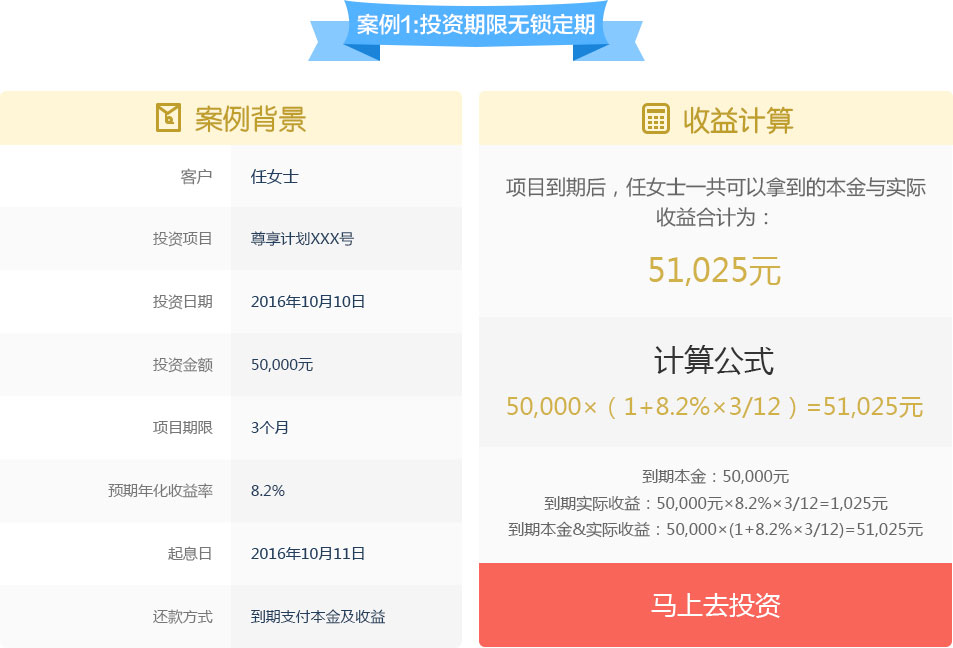 案例1:投资期限无锁定期
案例背景
客户 任女士
投资项目 尊享计划XXX号
投资日期 2016年10月10日
投资金额 50,000元
项目期限 3个月
预期年化收益率 8.2%
起息日 2016年10月11日
还款方式 到期支付本金及收益
收益计算
项目到期后，任女士一共可以拿到的本金与实际
收益合计为：
51,025元
计算公式
50,000×（1+8.2%×3/12）=51,025元
到期本金：50,000元
到期实际收益：50,000元×8.2%×3/12=1,025元
到期本金&实际收益：50,000×(1+8.2%×3/12)=51,025元
马上去投资